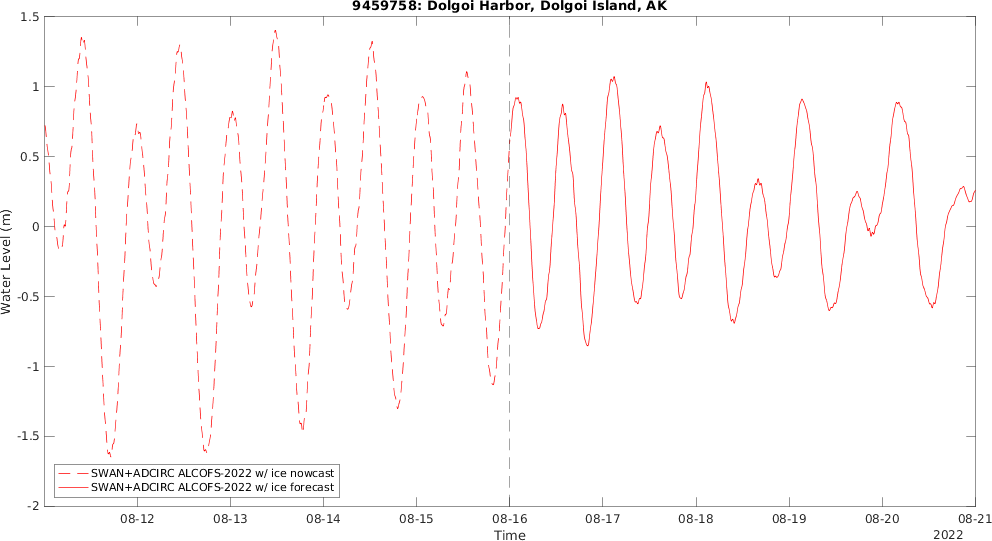 9459758: Dolgoi Harbor, Dolgoi Island, AK
1.5
1
0.5
0
-0.5
-1
-1.5
-2
Water Level (m)
SWAN+ADCIRC ALCOFS-2022 w/ ice nowcast
SWAN+ADCIRC ALCOFS-2022 w/ ice forecast
08-12 08-13 08-14 08-15 08-16 08-17 08-18 08-19 08-20 08-21
Time
2022